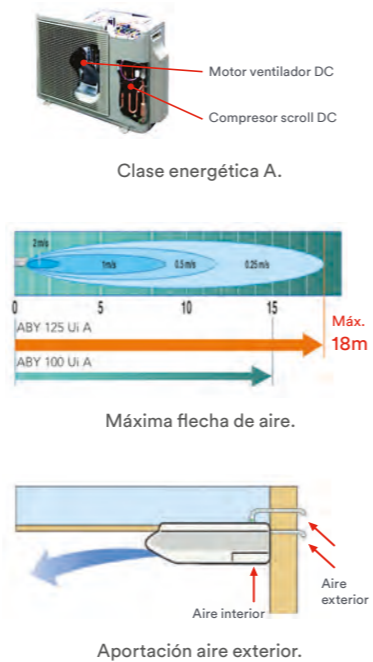 Motor ventilador DC
Compresor scroll DC
Clase energética A.
2 m/s
1m/s
0.5 m/s
0.25 m/s
0
5
10
15
ABY 125 Ui A
Máx.
18m
ABY 100 Ui A
Máxima flecha de aire.
Aire interior
Aire
exterior
Aportación aire exterior.